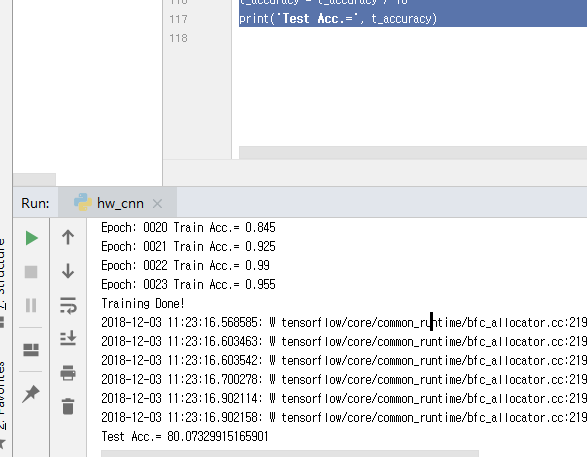 116
t_accuracy = t_accuracy / 10
117 print('Test Acc.=', t_accuracy)
118
Run: hw_cnn
Epoch: 0020 Train Acc.= 0.845
Epoch: 0021 Train Acc.= 0.925
Epoch: 0022 Train Acc.= 0.99
Epoch: 0023 Train Acc.= 0.955
Training Done!
2018-12-03 11:23:16.568585: W tensorflow/core/common_runtime/bfc_allocator.cc:219
2018-12-03 11:23:16.603463: W tensorflow/core/common_runtime/bfc_allocator.cc:219
2018-12-03 11:23:16.603542: W tensorflow/core/common_runtime/bfc_allocator.cc:219
2018-12-03 11:23:16.700278: W tensorflow/core/common_runtime/bfc_allocator.cc:219
2018-12-03 11:23:16.902114: W tensorflow/core/common_runtime/bfc_allocator.cc:219
2018-12-03 11:23:16.902158: W tensorflow/core/common_runtime/bfc_allocator.cc:219
Test Acc.= 80.07329915165901
Structure
2: Favorites